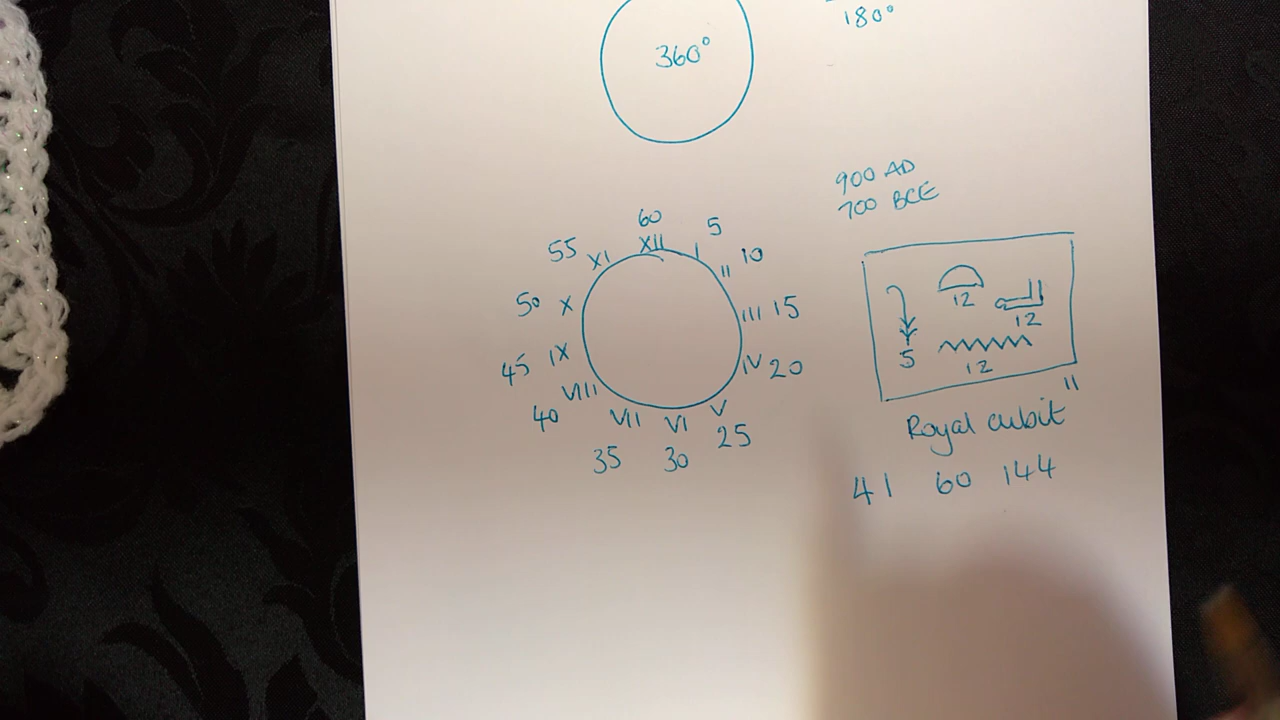 180°
360°
900 AD
700 BCE
60
XII
I
5
II
10
III 15
IV 20
V
25
VI
30
VII
35
VIII
40
IX
45
X
50
XI
55
12
12
5
12
11
Royal cubit
41 60 144